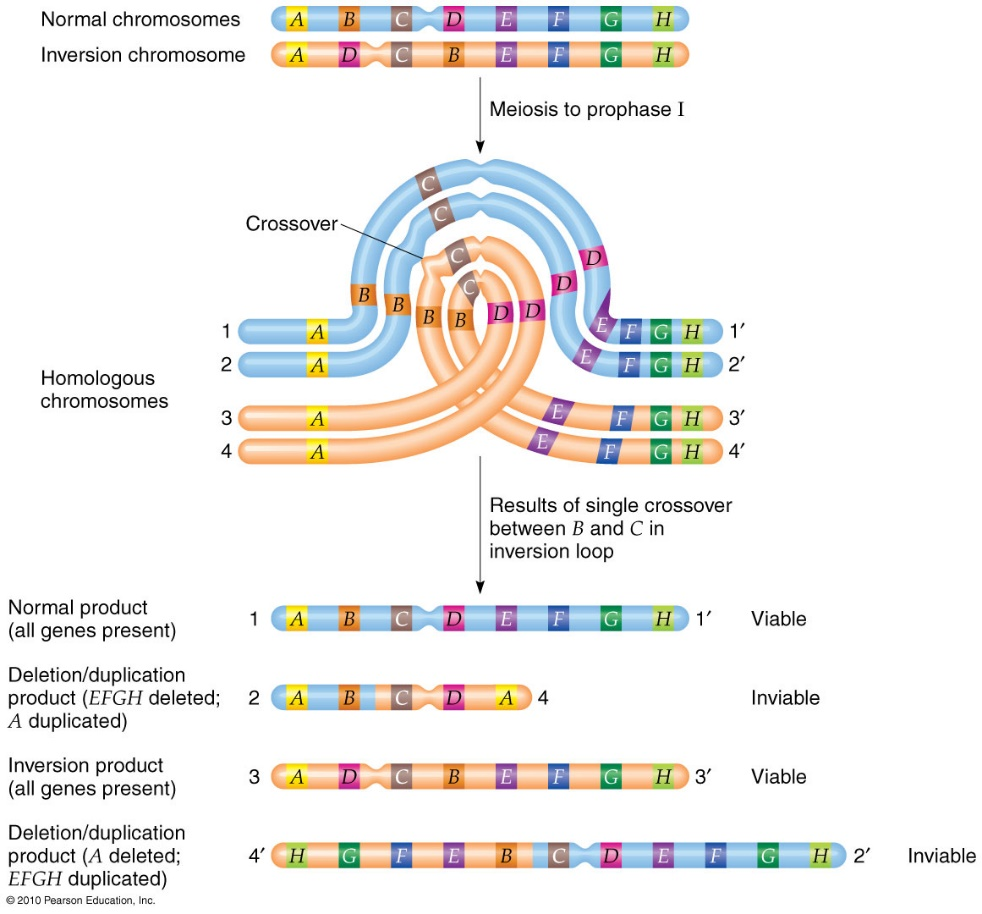 Normal chromosomes A B C D E F G H
Inversion chromosome A D C B E F G H
Meiosis to prophase I
C
C
Crossover
C
D
C
D
B
B
B B D D
1 A E F G H 1′
2 A E F G H 2′
Homologous
chromosomes
3 A E F G H 3′
4 A E F G H 4′
Results of single crossover
between B and C in
inversion loop
Normal product
(all genes present)
1 A B C D E F G H 1′ Viable
Deletion/duplication
product (EFGH deleted;
A duplicated)
2 A B C D A 4 Inviable
Inversion product
(all genes present)
3 A D C B E F G H 3′ Viable
Deletion/duplication
product (A deleted;
EFGH duplicated)
4′ H G F E B C D E F G H 2′ Inviable
© 2010 Pearson Education, Inc.